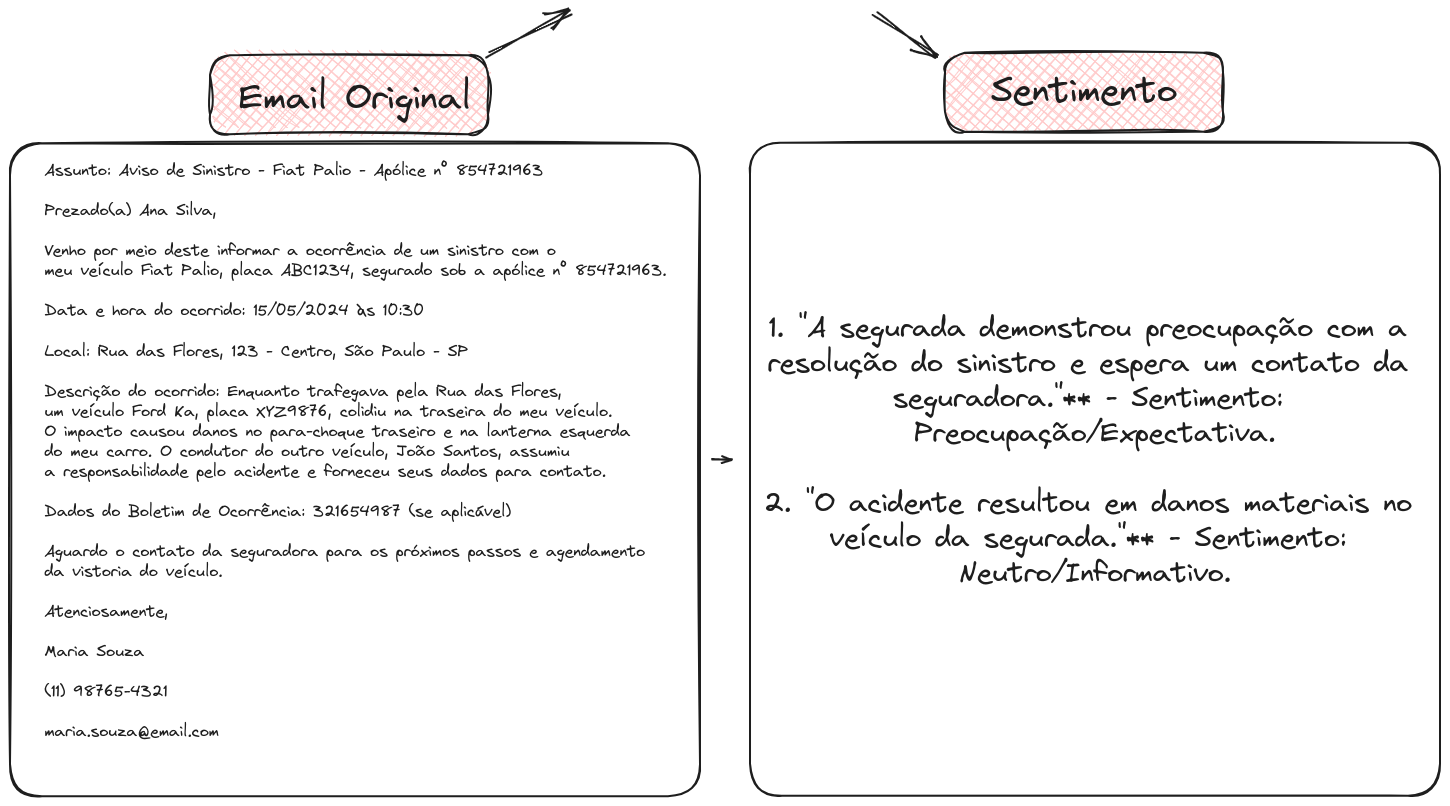 Email Original
Assunto: Aviso de Sinistro - Fiat Palio - Apólice nº 854721963
Prezado(a) Ana Silva,
Venho por meio deste informar a ocorrência de um sinistro com o
meu veículo Fiat Palio, placa ABC1234, segurado sob a apólice nº 854721963.
Data e hora do ocorrido: 15/05/2024 às 10:30
Local: Rua das Flores, 123 - Centro, São Paulo - SP
Descrição do ocorrido: Enquanto trafegava pela Rua das Flores,
um veículo Ford Ka, placa XYZ9876, colidiu na traseira do meu veículo.
O impacto causou danos no para-choque traseiro e na lanterna esquerda
do meu carro. O condutor do outro veículo, João Santos, assumiu
a responsabilidade pelo acidente e forneceu seus dados para contato.
Dados do Boletim de Ocorrência: 321654987 (se aplicável)
Aguardo o contato da seguradora para os próximos passos e agendamento
da vistoria do veículo.
Atenciosamente,
Maria Souza
(11) 98765-4321
maria.souza@email.com
Sentimento
1. "A segurada demonstrou preocupação com a
resolução do sinistro e espera um contato da
seguradora."** - Sentimento:
Preocupação/Expectativa.
2. "O acidente resultou em danos materiais no
veículo da segurada."** - Sentimento:
Neutro/Informativo.